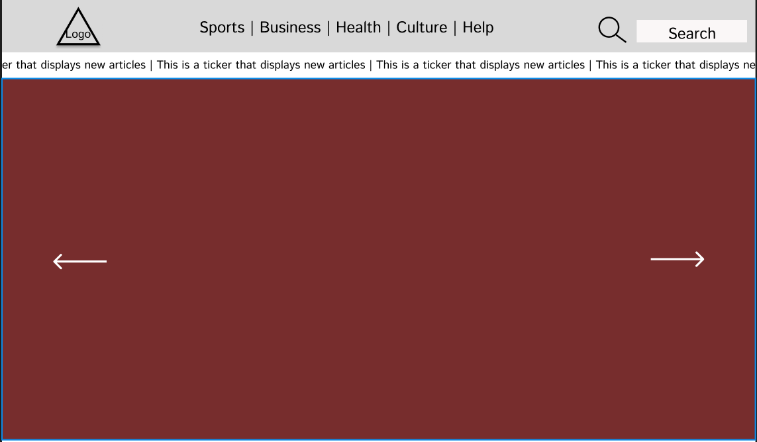 Logo
Sports | Business | Health | Culture | Help
Search
er that displays new articles | This is a ticker that displays new articles | This is a ticker that displays new articles | This is a ticker that displays ne